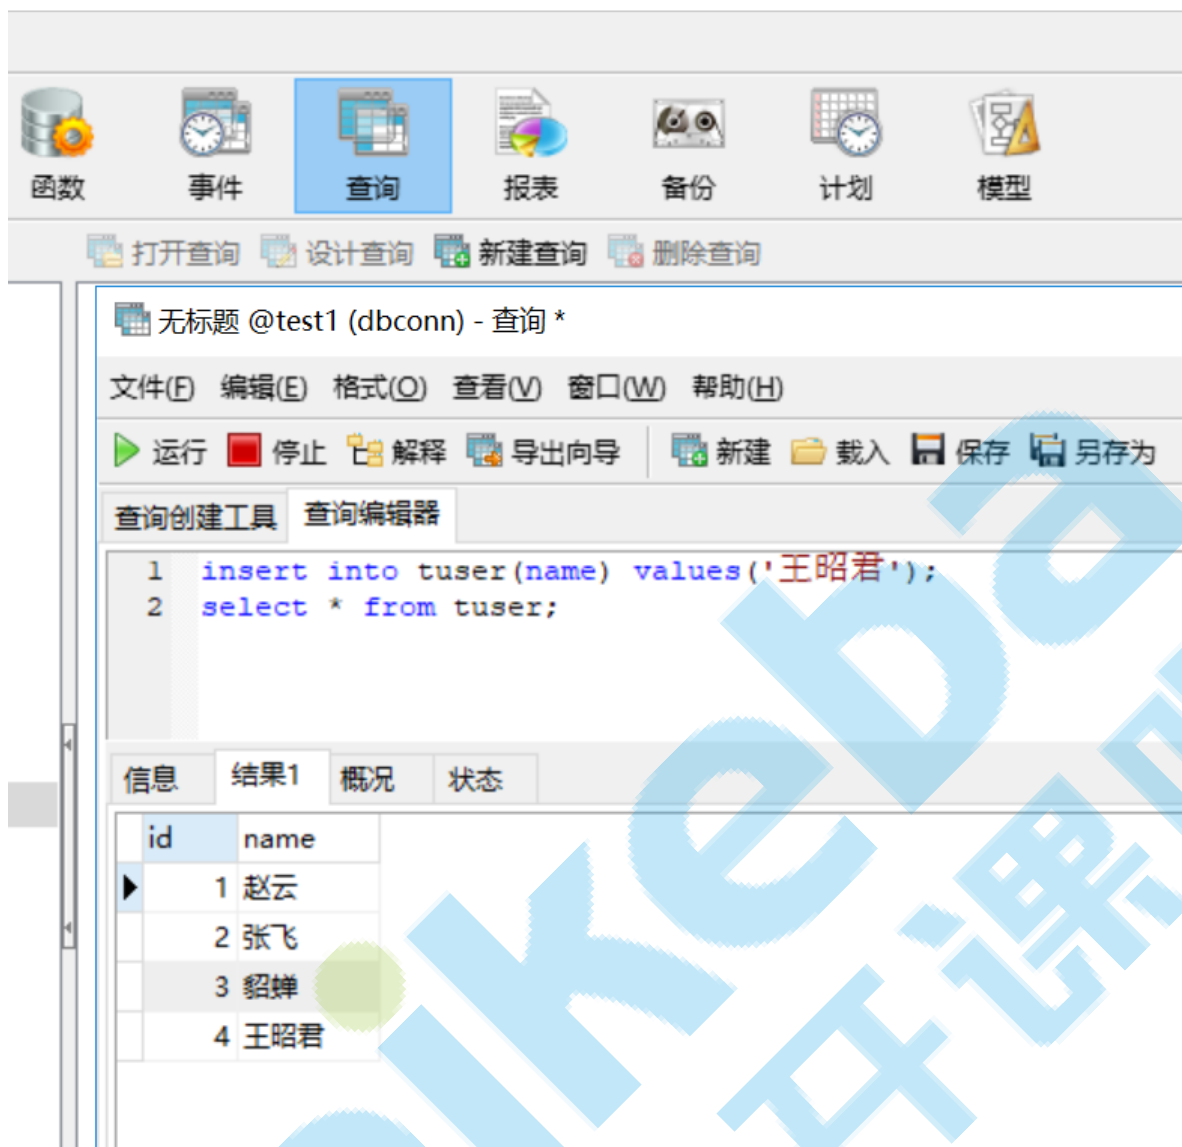 函数 事件 查询 报表 备份 计划 模型
打开查询 设计查询 新建查询 删除查询
无标题 @test1 (dbconn) - 查询 *
文件(F) 编辑(E) 格式(O) 查看(V) 窗口(W) 帮助(H)
运行 停止 解释 导出向导 新建 载入 保存 另存为
查询创建工具 查询编辑器
1 insert into tuser(name) values('王昭君');
2 select * from tuser;
信息 结果1 概况 状态
id name
1 赵云
2 张飞
3 貂蝉
4 王昭君
ikeba
开课